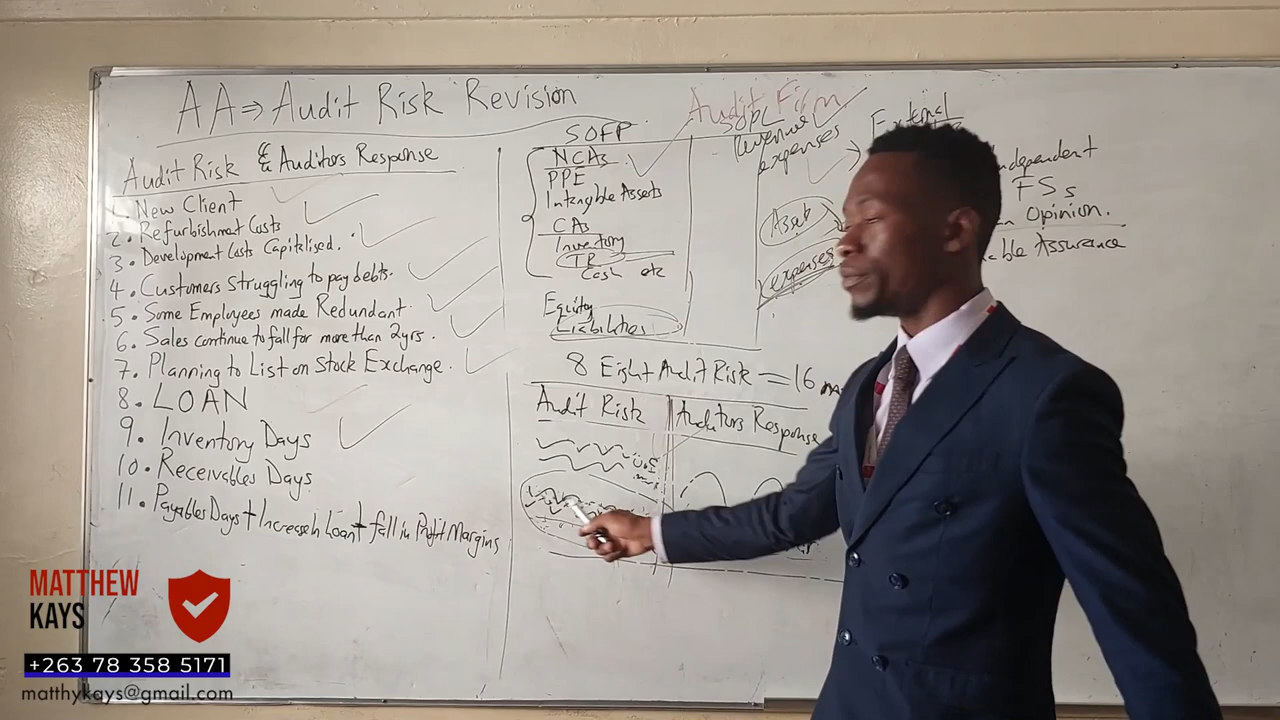 AA⇒Audit Risk Revision
Audit Risk & Auditors Response
1. New Client
2. Refurbishment Costs
3. Development Costs Capitalised.
4. Customers Struggling to pay debts.
5. Some Employees made Redundant.
6. Sales continue to fall for more than 2yrs.
7. Planning to List on Stock Exchange.
8. LOAN
9. Inventory Days
10. Receivables Days
11. Payables Days + Increase in Loan + fall in Profit Margins
SOFP
NCAs
PPE
Intangible Assets
CA
Inventory
TR
Cash etc
Equity
Liabilities
Audit Firm
SOPL
Revenue
expenses
External
Independent
FSs
Opinion.
Assurance
Asset
expenses
8 Eight Audit Risk = 16
Audit Risk
Auditors Response
MATTHEW
KAYS
+263 78 358 5171
matthykays@gmail.com